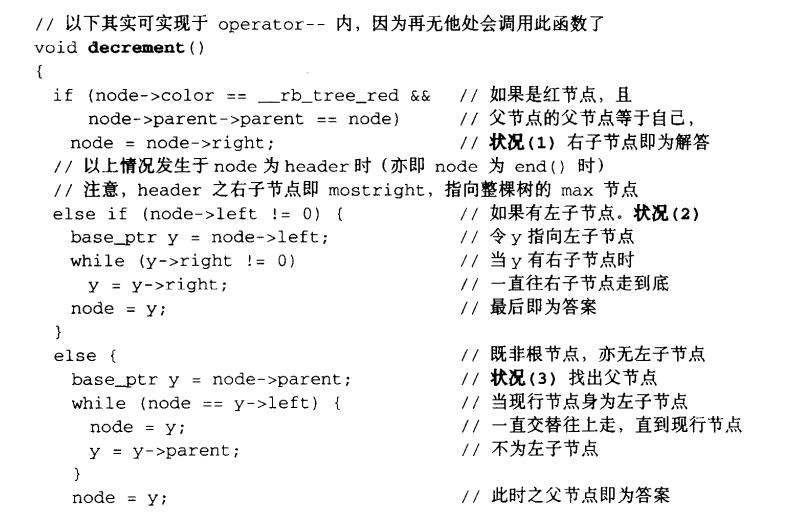 // 以下其实可实现于 operator-- 内，因为再无他处会调用此函数了
void decrement()
{
  if (node->color == __rb_tree_red &&   // 如果是红节点，且
      node->parent->parent == node)     // 父节点的父节点等于自己，
    node = node->right;                 // 状况(1) 右子节点即为解答
  // 以上情况发生于 node 为 header 时（亦即 node 为 end() 时）
  // 注意，header 之右子节点即 mostright，指向整棵树的 max 节点
  else if (node->left != 0) {           // 如果有左子节点。状况(2)
    base_ptr y = node->left;            // 令 y 指向左子节点
    while (y->right != 0)               // 当 y 有右子节点时
      y = y->right;                     // 一直往右子节点走到底
    node = y;                           // 最后即为答案
  }
  else {                                // 既非根节点，亦无左子节点
    base_ptr y = node->parent;          // 状况(3) 找出父节点
    while (node == y->left) {           // 当现行节点身为左子节点
      node = y;                         // 一直交替往上走，直到现行节点
      y = y->parent;                    // 不为左子节点
    }
    node = y;                           // 此时之父节点即为答案